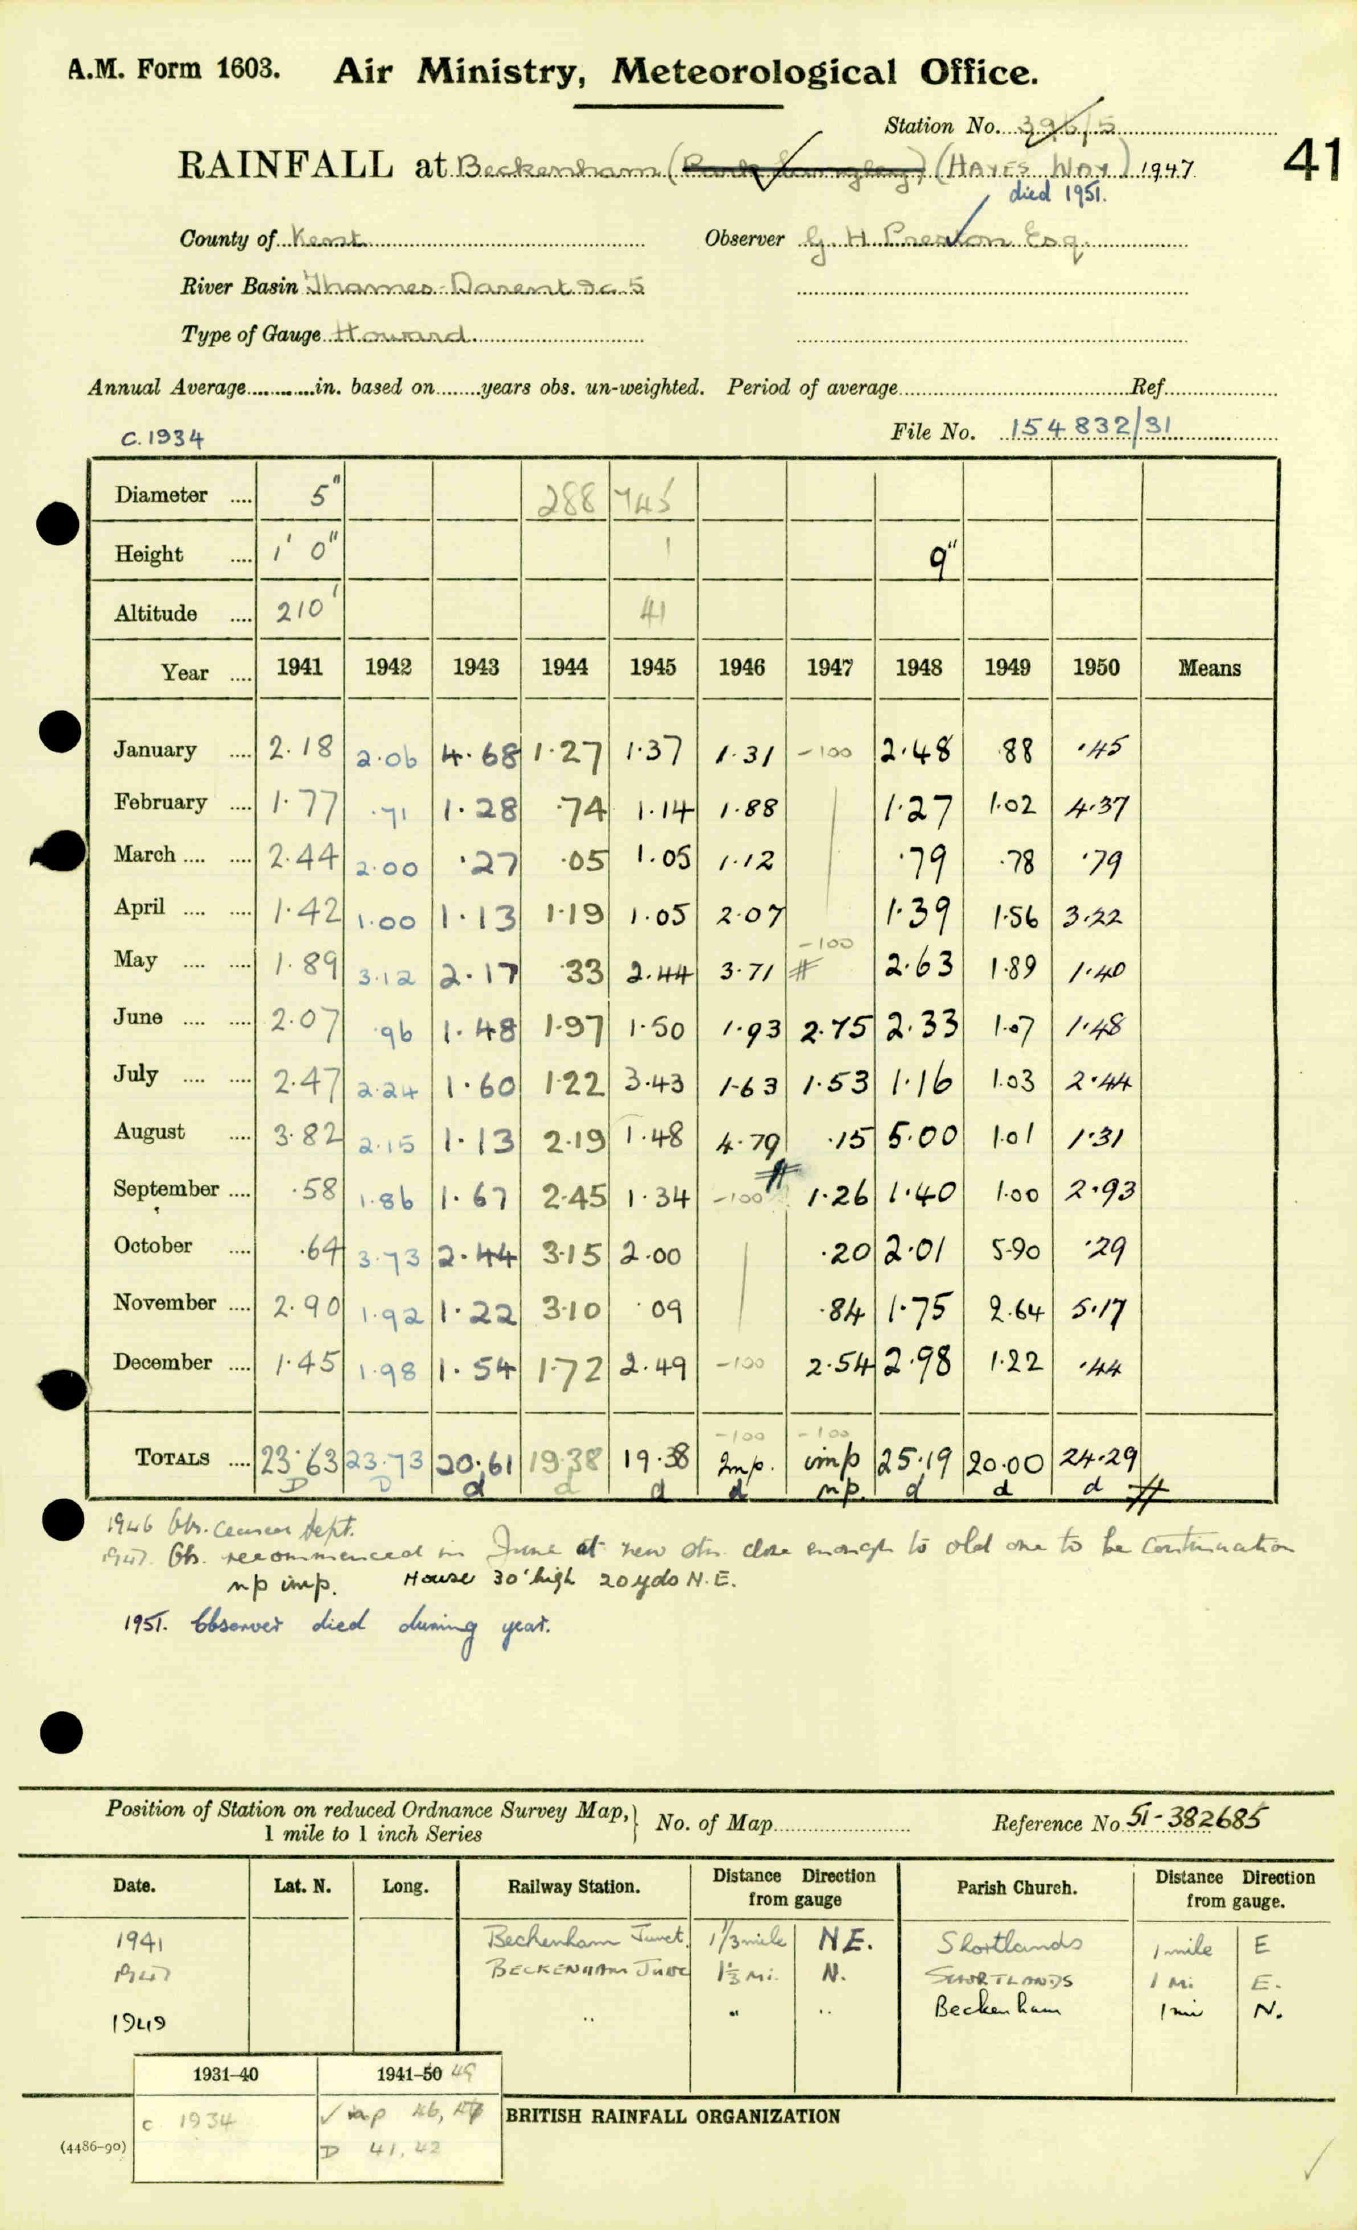 A.M. Form 1603. Air Ministry, Meteorological Office.
Station No. 396/5
RAINFALL at Beckenham (Park Langley) (HAYES WAY) 1947
41
died 1951.
County of Kent Observer G. H. Preston Esq.
River Basin Thames-Darent 9c.5
Type of Gauge Howard
Annual Average............in. based on........years obs. un-weighted. Period of average........Ref........
C.1934 File No. 154832/31
Diameter .... 5" 288 745
Height .... 1' 0" 1 9"
Altitude .... 210' 41
Year .... 1941 1942 1943 1944 1945 1946 1947 1948 1949 1950 Means
January .... 2.18 2.06 4.68 1.27 1.37 1.31 -100 2.48 .88 .45
February .... 1.77 .71 1.28 .74 1.14 1.88 1.27 1.02 4.37
March .... .... 2.44 2.00 .27 .05 1.05 1.12 .79 .78 .79
April .... .... 1.42 1.00 1.13 1.19 1.05 2.07 1.39 1.56 3.22
-100
May .... .... 1.89 3.12 2.17 .33 2.44 3.71 # 2.63 1.89 1.40
June .... .... 2.07 .96 1.48 1.97 1.50 1.93 2.75 2.33 1.07 1.48
July .... .... 2.47 2.24 1.60 1.22 3.43 1.63 1.53 1.16 1.03 2.44
August .... 3.82 2.15 1.13 2.19 1.48 4.79 .15 5.00 1.01 1.31
September .... .58 1.86 1.67 2.45 1.34 -100 # 1.26 1.40 1.00 2.93
October .... .64 3.73 2.44 3.15 2.00 .20 2.01 5.90 .29
November .... 2.90 1.92 1.22 3.10 .09 .84 1.75 2.64 5.17
December .... 1.45 1.98 1.54 1.72 2.49 -100 2.54 2.98 1.22 .44
-100 -100
TOTALS .... 23.63 23.73 20.61 19.38 19.38 Imp. imp 25.19 20.00 24.29
D D d d d d np. d d d #
1946 Obs. ceased Sept.
1947. Ob. recommenced in June at new stn. close enough to old one to be continuation
np imp. House 30' high 20yds N.E.
1951. Observer died during year.
Position of Station on reduced Ordnance Survey Map, } No. of Map........ Reference No 51-382685
1 mile to 1 inch Series
Date. Lat. N. Long. Railway Station. Distance Direction from gauge Parish Church. Distance Direction from gauge.
1941 Beckenham Junct. 1 1/3 mile N E. Shortlands 1 mile E
1947 BECKENHAM JUNC 1 1/3 Mi. N. SHORTLANDS 1 Mi. E.
1949 .. " .. Beckenham 1 mi N.
1931–40 1941–50 49
c 1934 ✓ imp 46, 47
D 41, 42
BRITISH RAINFALL ORGANIZATION
(4486–90)